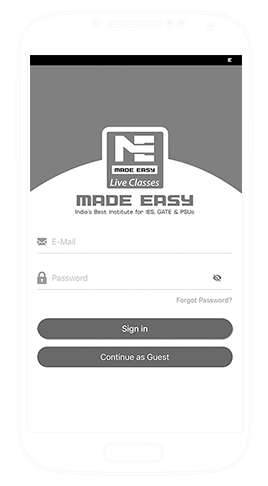 ME
MADE EASY
Live Classes
MADE EASY
India's Best Institute for IES, GATE & PSUs
E-Mail
Password
Forgot Password?
Sign in
Continue as Guest